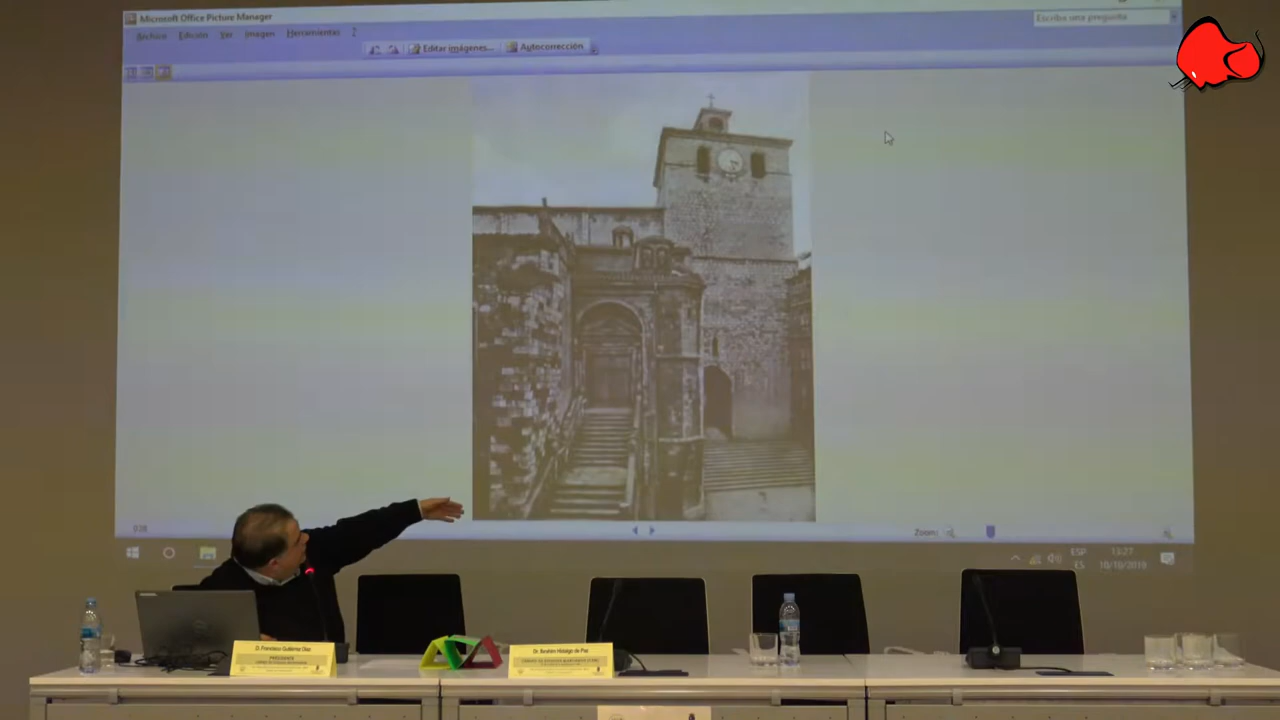 Microsoft Office Picture Manager
Escriba una pregunta
Archivo Edición Ver Imagen Herramientas ?
Editar imágenes... Autocorrección
Zoom:
ESP
ES
13:27
10/10/2019
D. Francisco Gutiérrez Díaz
PRESIDENTE
Dr. Ibrahim Hidalgo de Paz